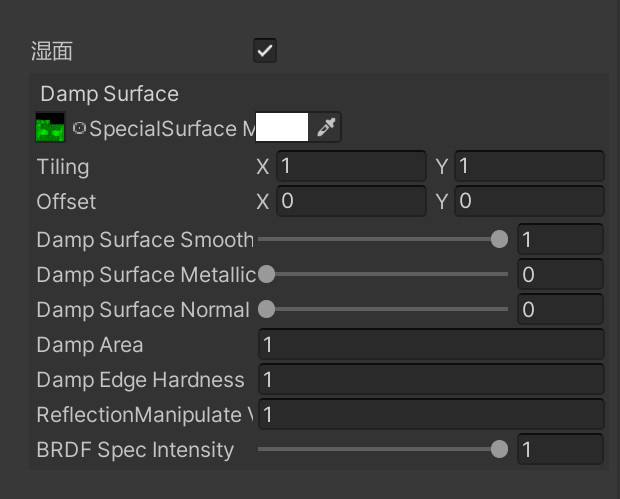 湿面
Damp Surface
SpecialSurface M
Tiling X 1 Y 1
Offset X 0 Y 0
Damp Surface Smooth 1
Damp Surface Metallic 0
Damp Surface Normal 0
Damp Area 1
Damp Edge Hardness 1
ReflectionManipulate V 1
BRDF Spec Intensity 1